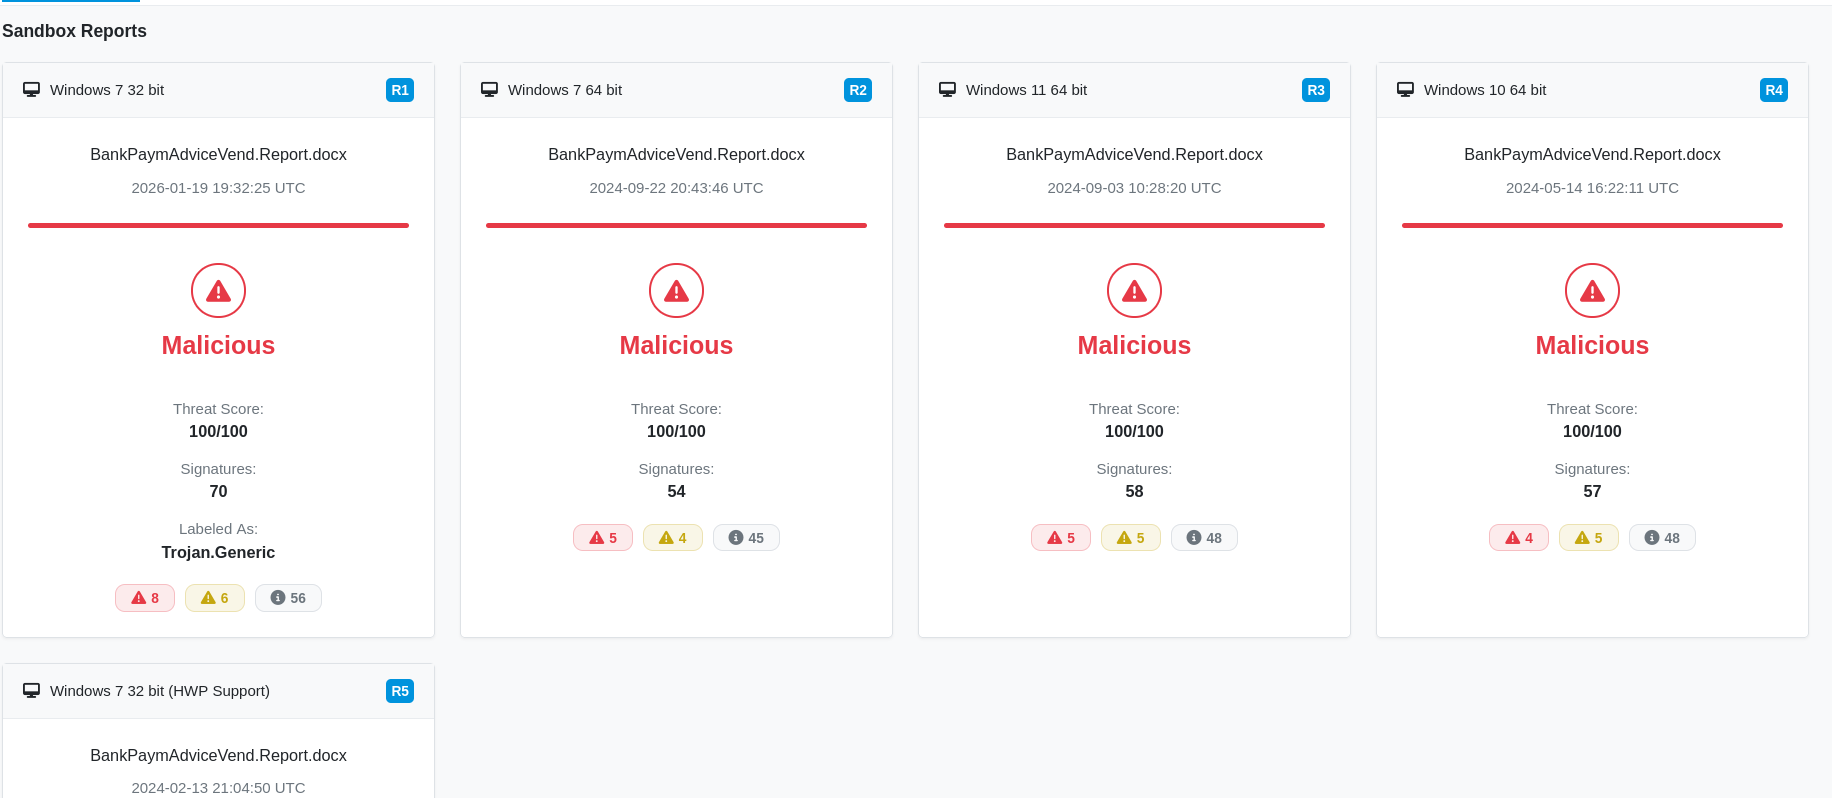 Sandbox Reports
Windows 7 32 bit
R1
BankPaymAdviceVend.Report.docx
2026-01-19 19:32:25 UTC
Malicious
Threat Score:
100/100
Signatures:
70
Labeled As:
Trojan.Generic
8 6 56
Windows 7 64 bit
R2
BankPaymAdviceVend.Report.docx
2024-09-22 20:43:46 UTC
Malicious
Threat Score:
100/100
Signatures:
54
5 4 45
Windows 11 64 bit
R3
BankPaymAdviceVend.Report.docx
2024-09-03 10:28:20 UTC
Malicious
Threat Score:
100/100
Signatures:
58
5 5 48
Windows 10 64 bit
R4
BankPaymAdviceVend.Report.docx
2024-05-14 16:22:11 UTC
Malicious
Threat Score:
100/100
Signatures:
57
4 5 48
Windows 7 32 bit (HWP Support)
R5
BankPaymAdviceVend.Report.docx
2024-02-13 21:04:50 UTC